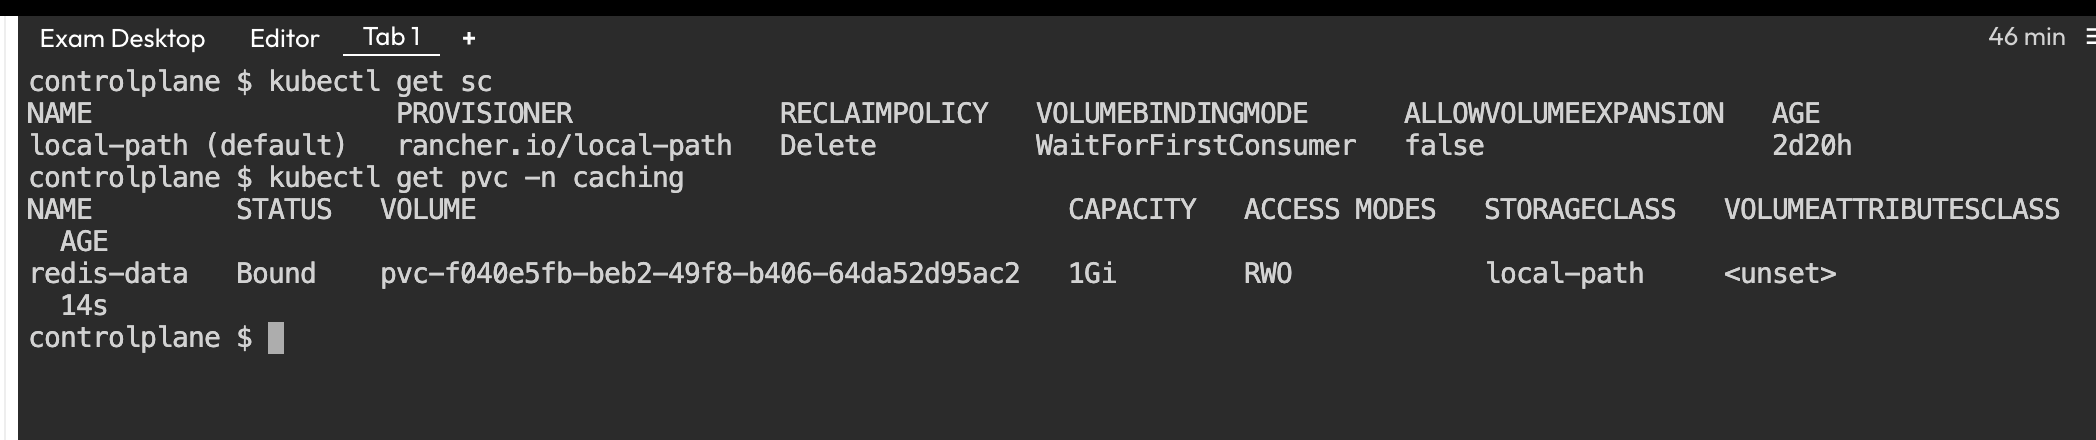 Exam Desktop Editor Tab 1 + 46 min
controlplane $ kubectl get sc
NAME PROVISIONER RECLAIMPOLICY VOLUMEBINDINGMODE ALLOWVOLUMEEXPANSION AGE
local-path (default) rancher.io/local-path Delete WaitForFirstConsumer false 2d20h
controlplane $ kubectl get pvc -n caching
NAME STATUS VOLUME CAPACITY ACCESS MODES STORAGECLASS VOLUMEATTRIBUTESCLASS
AGE
redis-data Bound pvc-f040e5fb-beb2-49f8-b406-64da52d95ac2 1Gi RWO local-path <unset>
14s
controlplane $